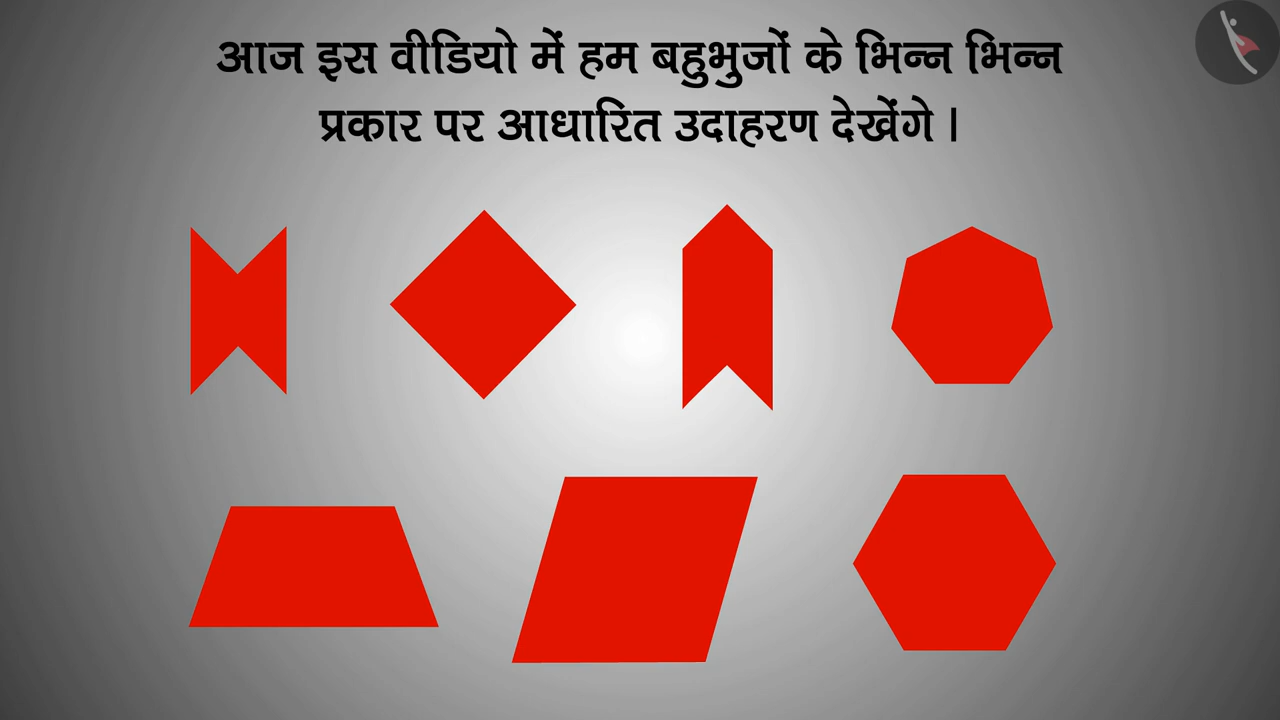 आज इस वीडियो में हम बहुभुजों के भिन्न भिन्न
प्रकार पर आधारित उदाहरण देखेंगे ।